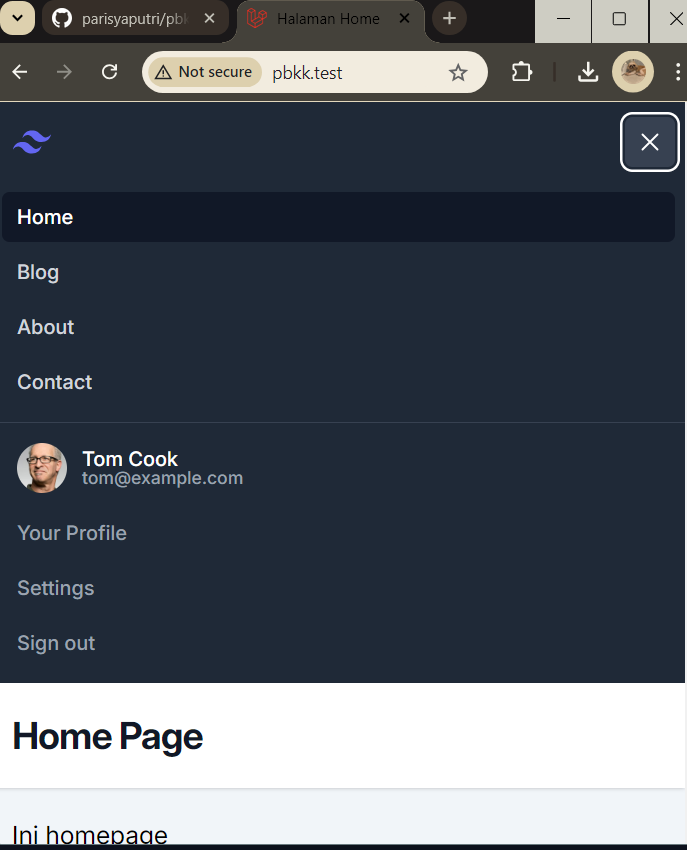 parisyaputri/pbk
Halaman Home
Not secure
pbkk.test
Home
Blog
About
Contact
Tom Cook
tom@example.com
Your Profile
Settings
Sign out
Home Page
Ini homepage